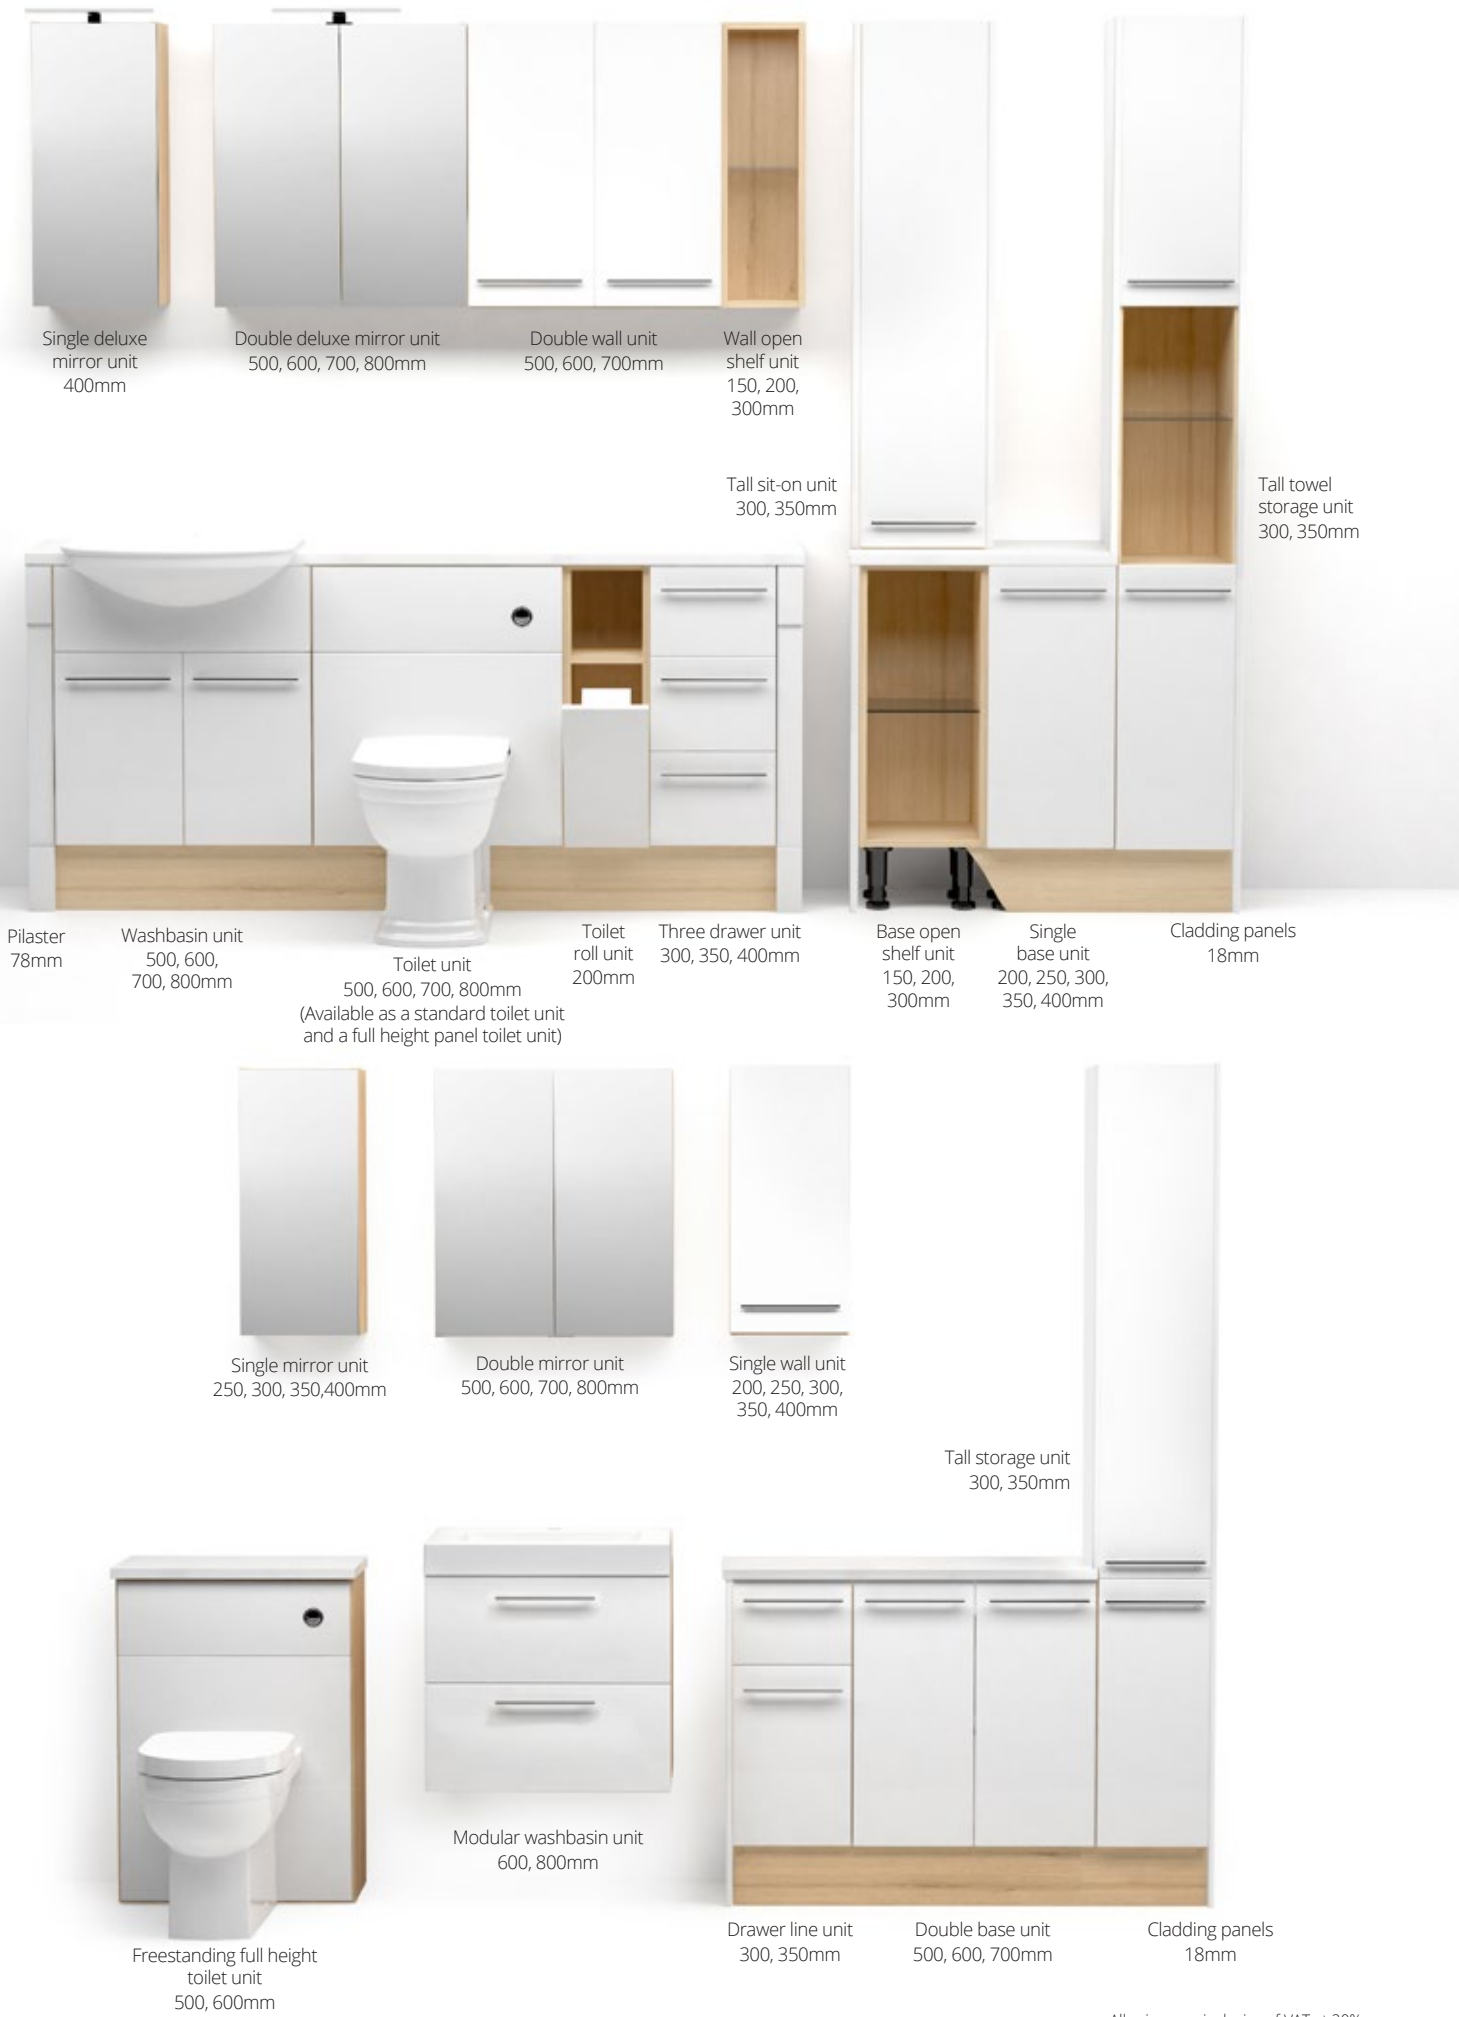 Single deluxe
mirror unit
400mm
Double deluxe mirror unit
500, 600, 700, 800mm
Double wall unit
500, 600, 700mm
Wall open
shelf unit
150, 200,
300mm
Tall sit-on unit
300, 350mm
Tall towel
storage unit
300, 350mm
Pilaster
78mm
Washbasin unit
500, 600,
700, 800mm
Toilet unit
500, 600, 700, 800mm
(Available as a standard toilet unit
and a full height panel toilet unit)
Toilet
roll unit
200mm
Three drawer unit
300, 350, 400mm
Base open
shelf unit
150, 200,
300mm
Single
base unit
200, 250, 300,
350, 400mm
Cladding panels
18mm
Single mirror unit
250, 300, 350,400mm
Double mirror unit
500, 600, 700, 800mm
Single wall unit
200, 250, 300,
350, 400mm
Tall storage unit
300, 350mm
Freestanding full height
toilet unit
500, 600mm
Modular washbasin unit
600, 800mm
Drawer line unit
300, 350mm
Double base unit
500, 600, 700mm
Cladding panels
18mm